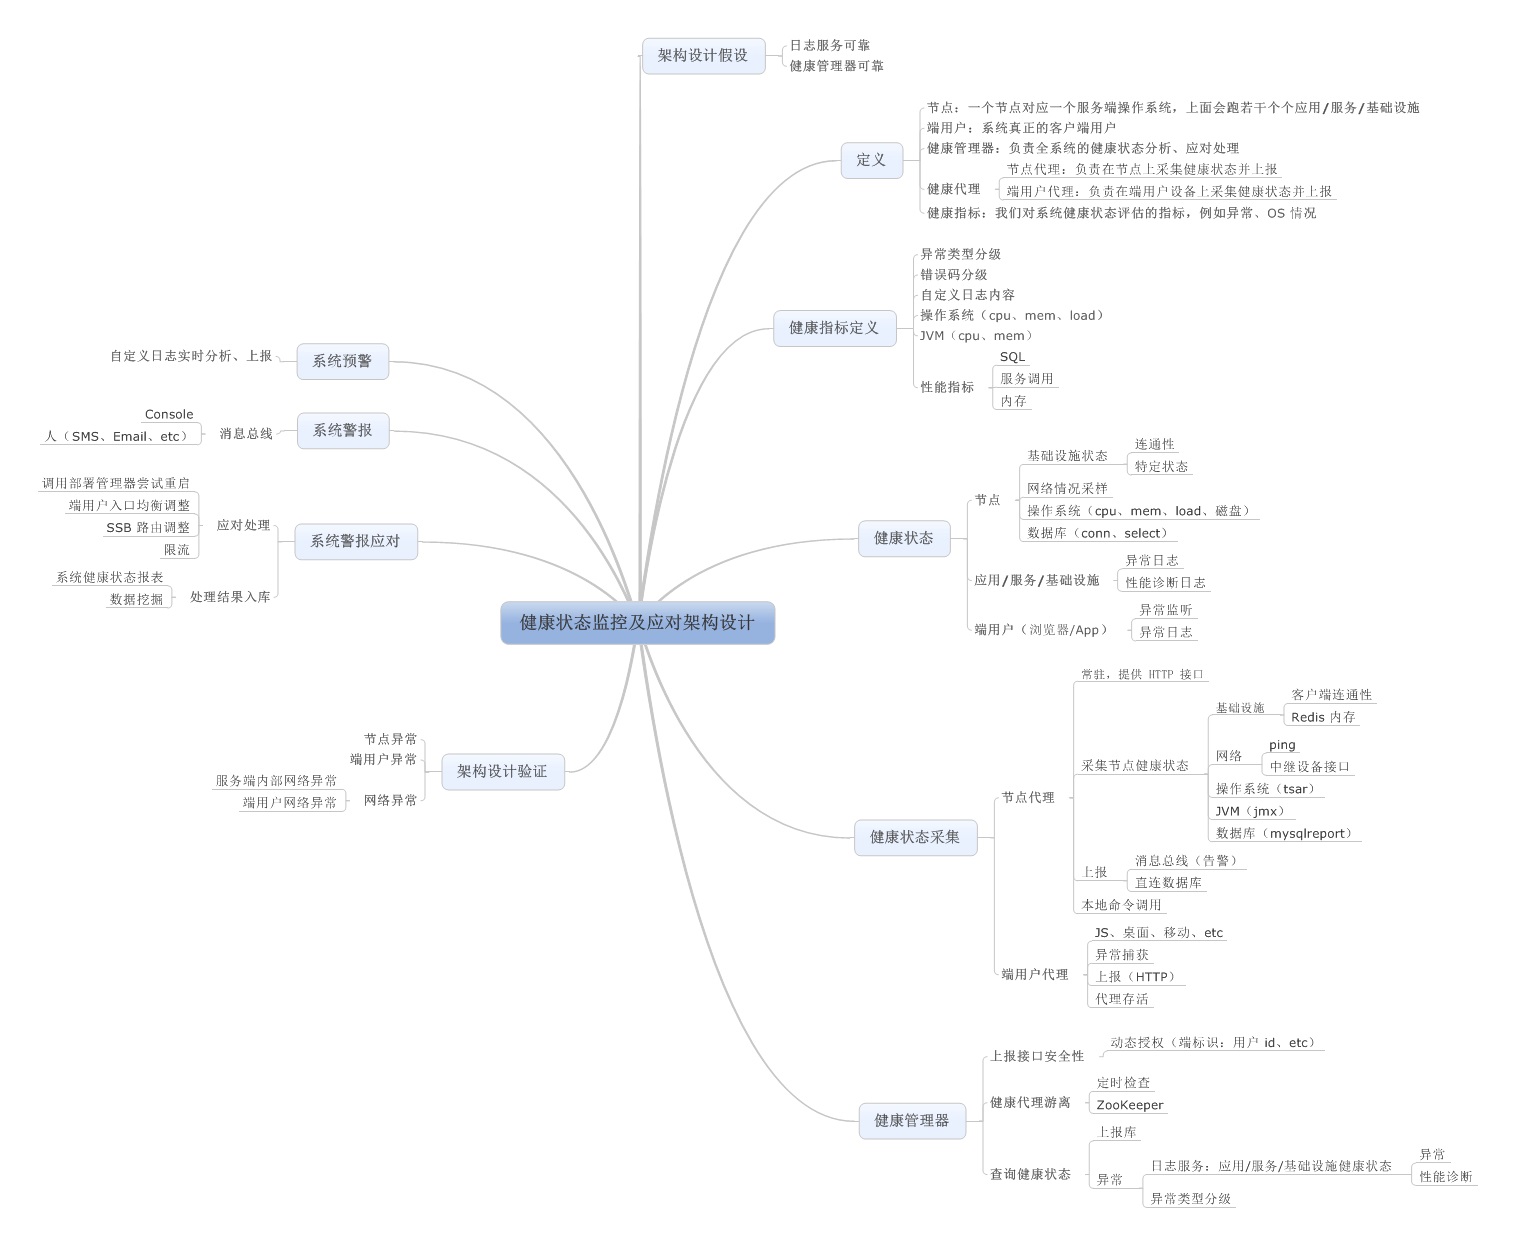 健康状态监控及应对架构设计
架构设计假设
日志服务可靠
健康管理器可靠
定义
节点：一个节点对应一个服务端操作系统，上面会跑若干个个应用/服务/基础设施
端用户：系统真正的客户端用户
健康管理器：负责全系统的健康状态分析、应对处理
健康代理
节点代理：负责在节点上采集健康状态并上报
端用户代理：负责在端用户设备上采集健康状态并上报
健康指标：我们对系统健康状态评估的指标，例如异常、OS 情况
健康指标定义
异常类型分级
错误码分级
自定义日志内容
操作系统（cpu、mem、load）
JVM（cpu、mem）
性能指标
SQL
服务调用
内存
健康状态
节点
基础设施状态
连通性
特定状态
网络情况采样
操作系统（cpu、mem、load、磁盘）
数据库（conn、select）
应用/服务/基础设施
异常日志
性能诊断日志
端用户（浏览器/App）
异常监听
异常日志
健康状态采集
节点代理
常驻，提供 HTTP 接口
采集节点健康状态
基础设施
客户端连通性
Redis 内存
网络
ping
中继设备接口
操作系统（tsar）
JVM（jmx）
数据库（mysqlreport）
上报
消息总线（告警）
直连数据库
本地命令调用
端用户代理
JS、桌面、移动、etc
异常捕获
上报（HTTP）
代理存活
健康管理器
上报接口安全性
动态授权（端标识：用户 id、etc）
健康代理游离
定时检查
ZooKeeper
查询健康状态
上报库
异常
日志服务：应用/服务/基础设施健康状态
异常
性能诊断
异常类型分级
系统预警
自定义日志实时分析、上报
系统警报
消息总线
Console
人（SMS、Email、etc）
系统警报应对
应对处理
调用部署管理器尝试重启
端用户入口均衡调整
SSB 路由调整
限流
处理结果入库
系统健康状态报表
数据挖掘
架构设计验证
节点异常
端用户异常
网络异常
服务端内部网络异常
端用户网络异常